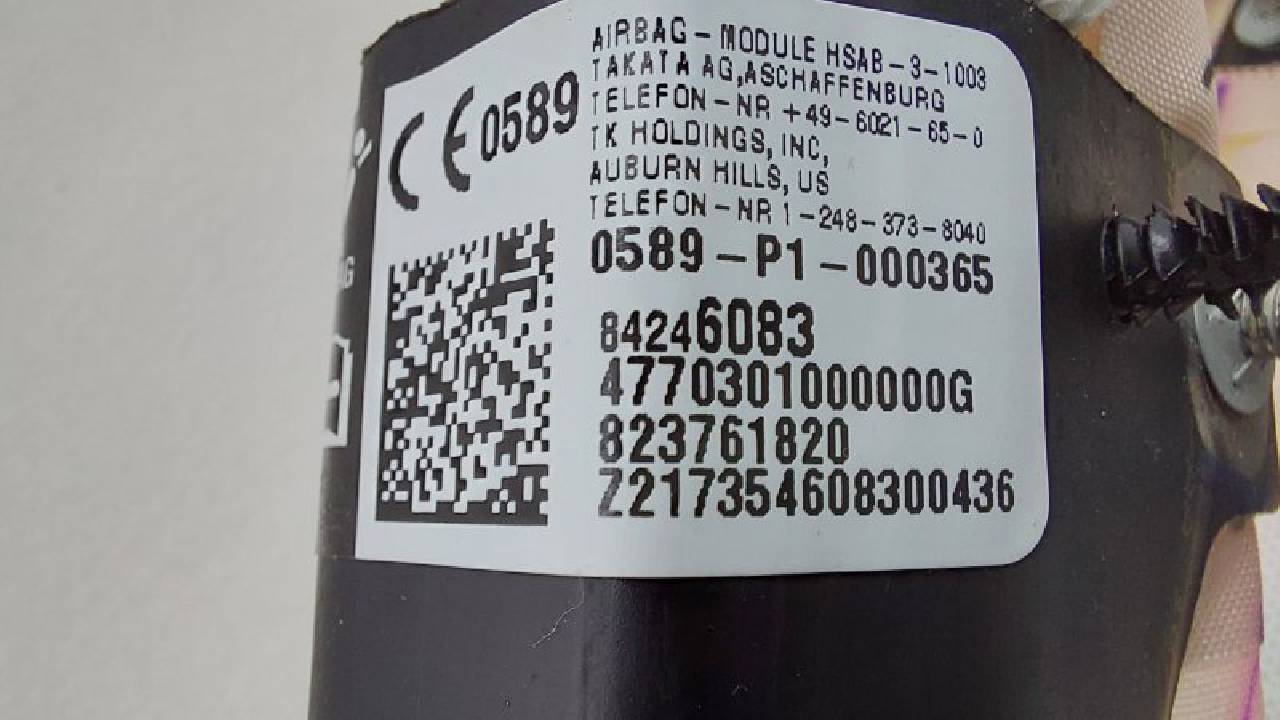 CE 0589
AIRBAG-MODULE HSAB-3-1003
TAKATA AG,ASCHAFFENBURG
TELEFON-NR +49-6021-65-0
TK HOLDINGS, INC,
AUBURN HILLS, US
TELEFON-NR 1-248-373-8040
0589-P1-000365
84246083
4770301000000G
823761820
Z217354608300436